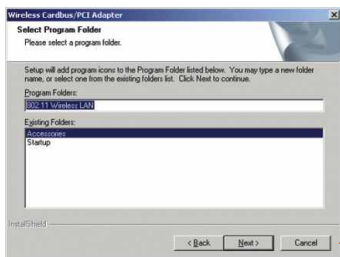 Wireless Cardbus/PCI Adapter
Select Program Folder
Please select a program folder.
Setup will add program icons to the Program Folder listed below. You may type a new folder
name, or select one from the existing folders list. Click Next to continue.
Program Folders:
802.11 Wireless LAN
Existing Folders:
Accessories
Startup
InstallShield
< Back Next > Cancel